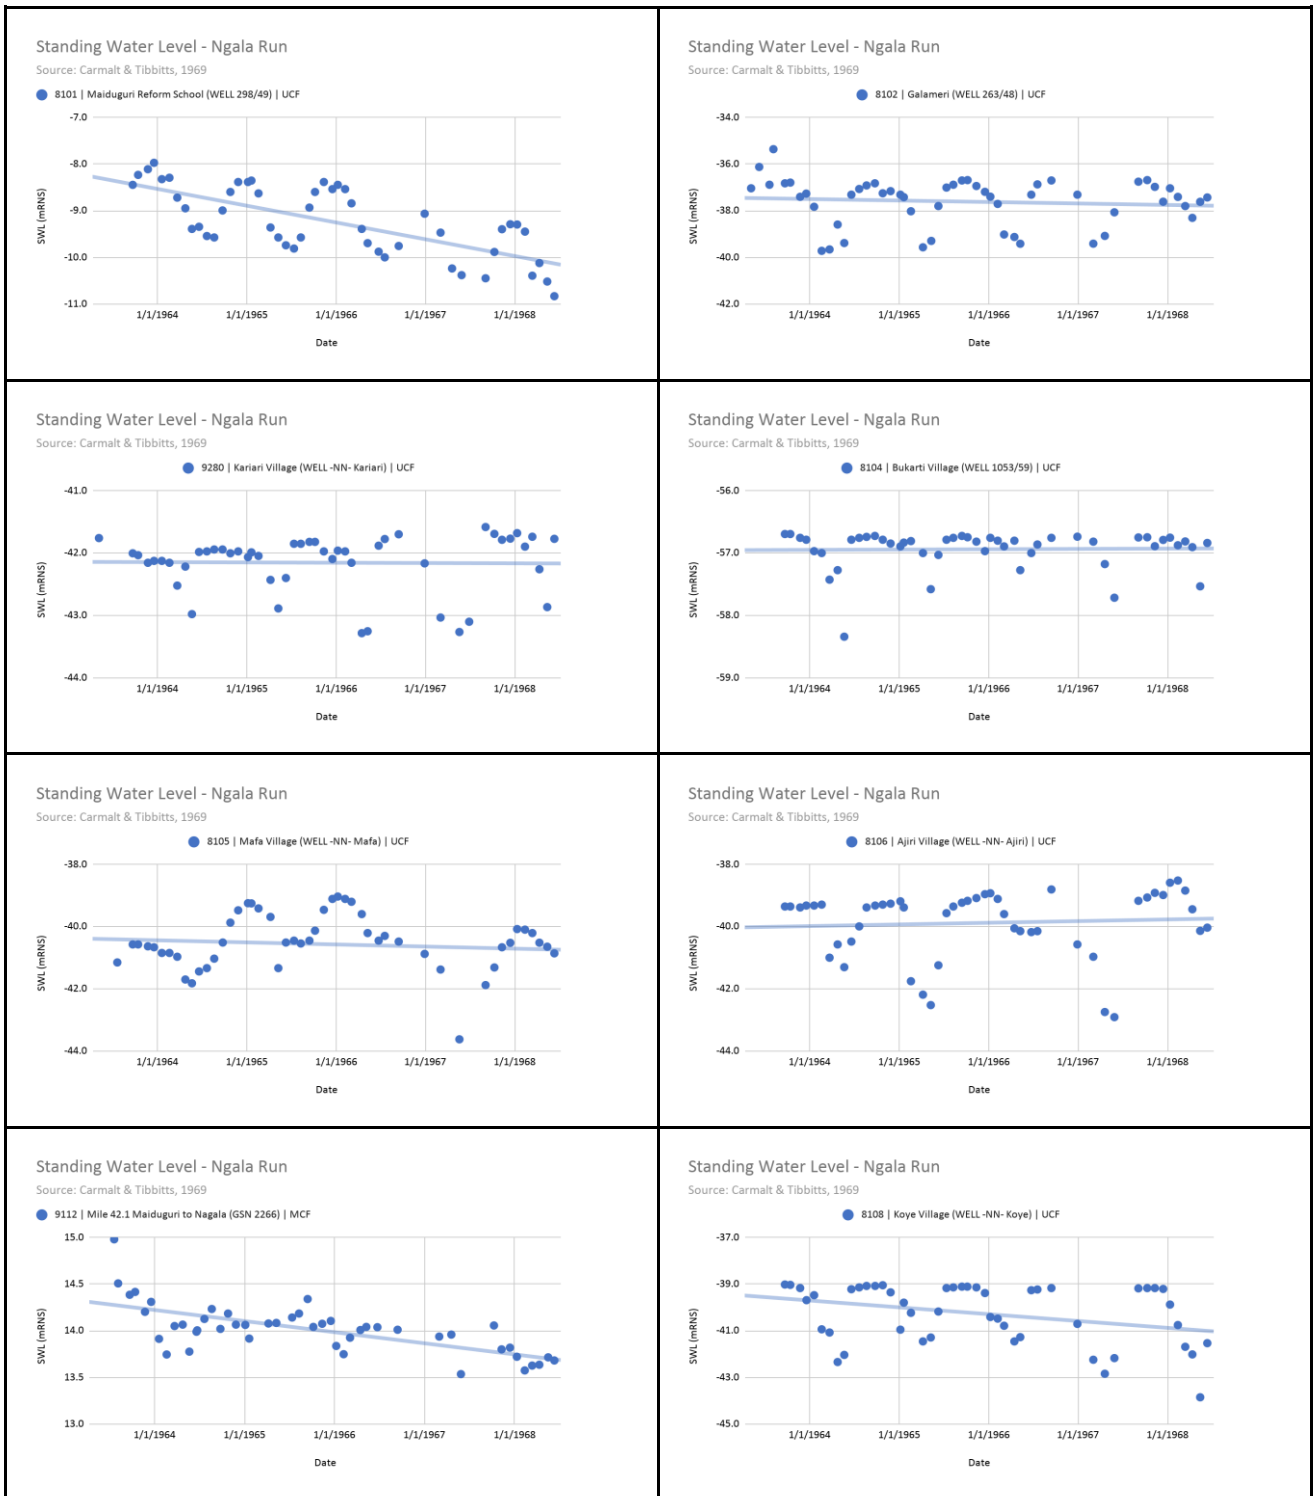 Standing Water Level - Ngala Run
Source: Carmalt & Tibbitts, 1969
8101 | Maiduguri Reform School (WELL 298/49) | UCF
-7.0
-8.0
-9.0
-10.0
-11.0
SWL (mRNS)
1/1/1964 1/1/1965 1/1/1966 1/1/1967 1/1/1968
Date
Standing Water Level - Ngala Run
Source: Carmalt & Tibbitts, 1969
8102 | Galameri (WELL 263/48) | UCF
-34.0
-36.0
-38.0
-40.0
-42.0
SWL (mRNS)
1/1/1964 1/1/1965 1/1/1966 1/1/1967 1/1/1968
Date
Standing Water Level - Ngala Run
Source: Carmalt & Tibbitts, 1969
9280 | Kariari Village (WELL -NN- Kariari) | UCF
-41.0
-42.0
-43.0
-44.0
SWL (mRNS)
1/1/1964 1/1/1965 1/1/1966 1/1/1967 1/1/1968
Date
Standing Water Level - Ngala Run
Source: Carmalt & Tibbitts, 1969
8104 | Bukarti Village (WELL 1053/59) | UCF
-56.0
-57.0
-58.0
-59.0
SWL (mRNS)
1/1/1964 1/1/1965 1/1/1966 1/1/1967 1/1/1968
Date
Standing Water Level - Ngala Run
Source: Carmalt & Tibbitts, 1969
8105 | Mafa Village (WELL -NN- Mafa) | UCF
-38.0
-40.0
-42.0
-44.0
SWL (mRNS)
1/1/1964 1/1/1965 1/1/1966 1/1/1967 1/1/1968
Date
Standing Water Level - Ngala Run
Source: Carmalt & Tibbitts, 1969
8106 | Ajiri Village (WELL -NN- Ajiri) | UCF
-38.0
-40.0
-42.0
-44.0
SWL (mRNS)
1/1/1964 1/1/1965 1/1/1966 1/1/1967 1/1/1968
Date
Standing Water Level - Ngala Run
Source: Carmalt & Tibbitts, 1969
9112 | Mile 42.1 Maiduguri to Nagala (GSN 2266) | MCF
15.0
14.5
14.0
13.5
13.0
SWL (mRNS)
1/1/1964 1/1/1965 1/1/1966 1/1/1967 1/1/1968
Date
Standing Water Level - Ngala Run
Source: Carmalt & Tibbitts, 1969
8108 | Koye Village (WELL -NN- Koye) | UCF
-37.0
-39.0
-41.0
-43.0
-45.0
SWL (mRNS)
1/1/1964 1/1/1965 1/1/1966 1/1/1967 1/1/1968
Date